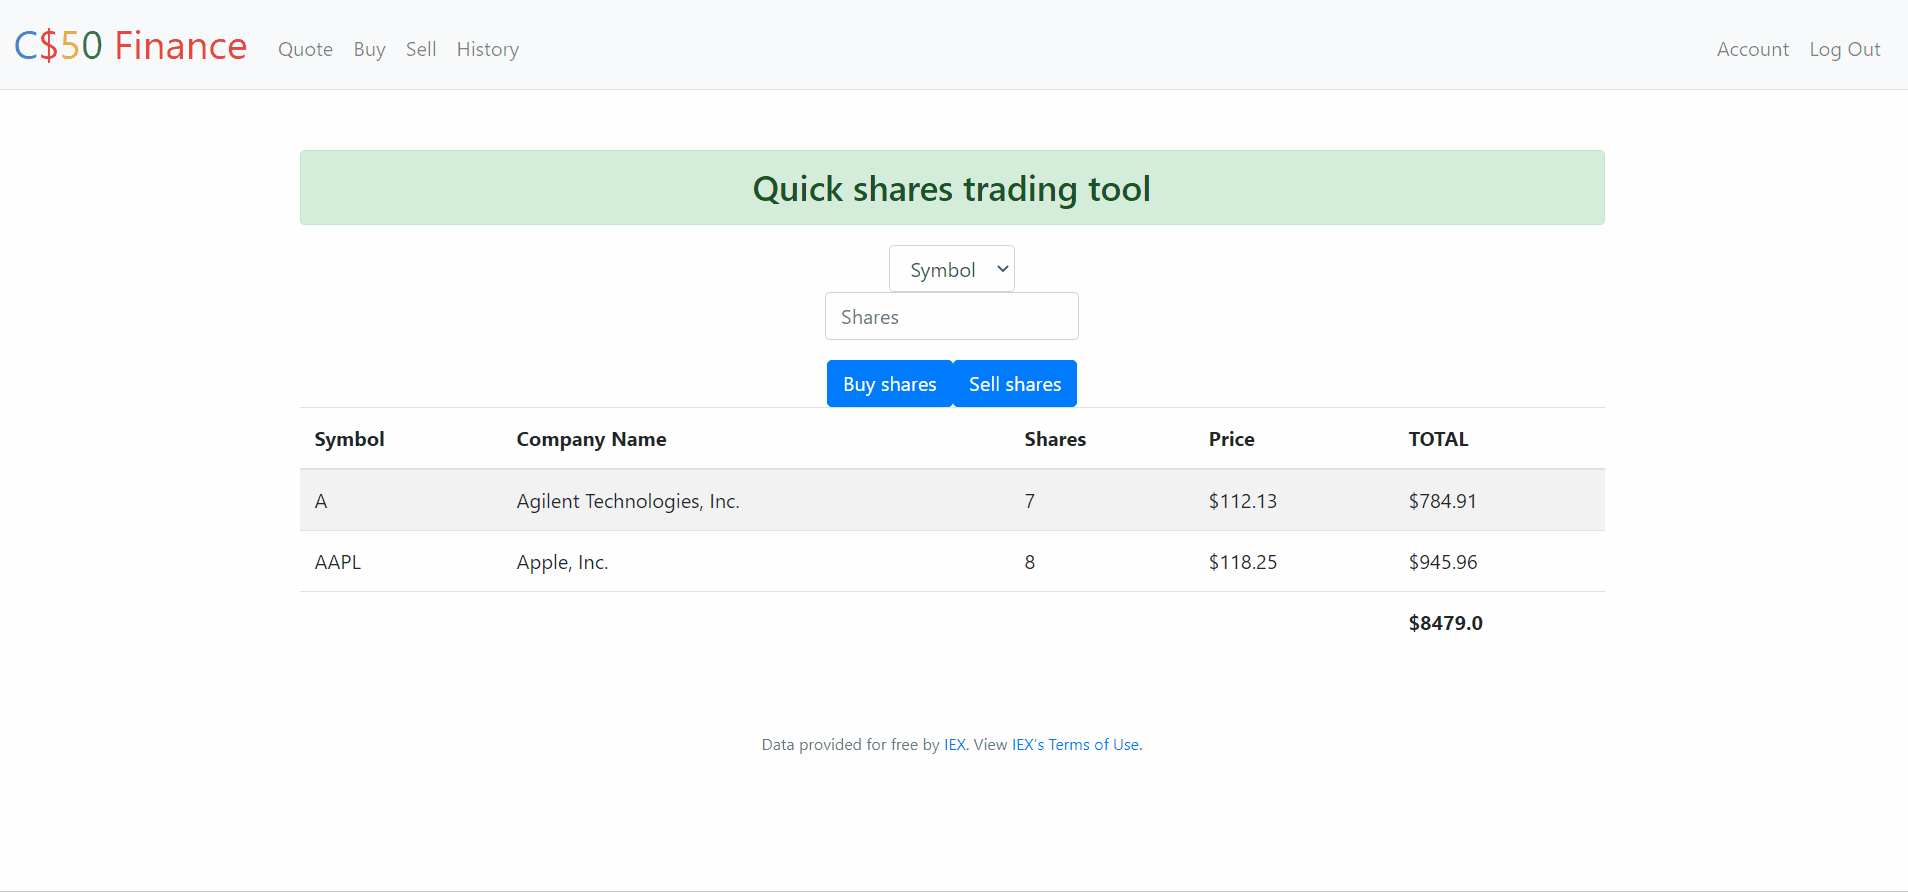 C$50 Finance Quote Buy Sell History Account Log Out
Quick shares trading tool
Symbol
Shares
Buy shares Sell shares
Symbol Company Name Shares Price TOTAL
A Agilent Technologies, Inc. 7 $112.13 $784.91
AAPL Apple, Inc. 8 $118.25 $945.96
$8479.0
Data provided for free by IEX. View IEX's Terms of Use.